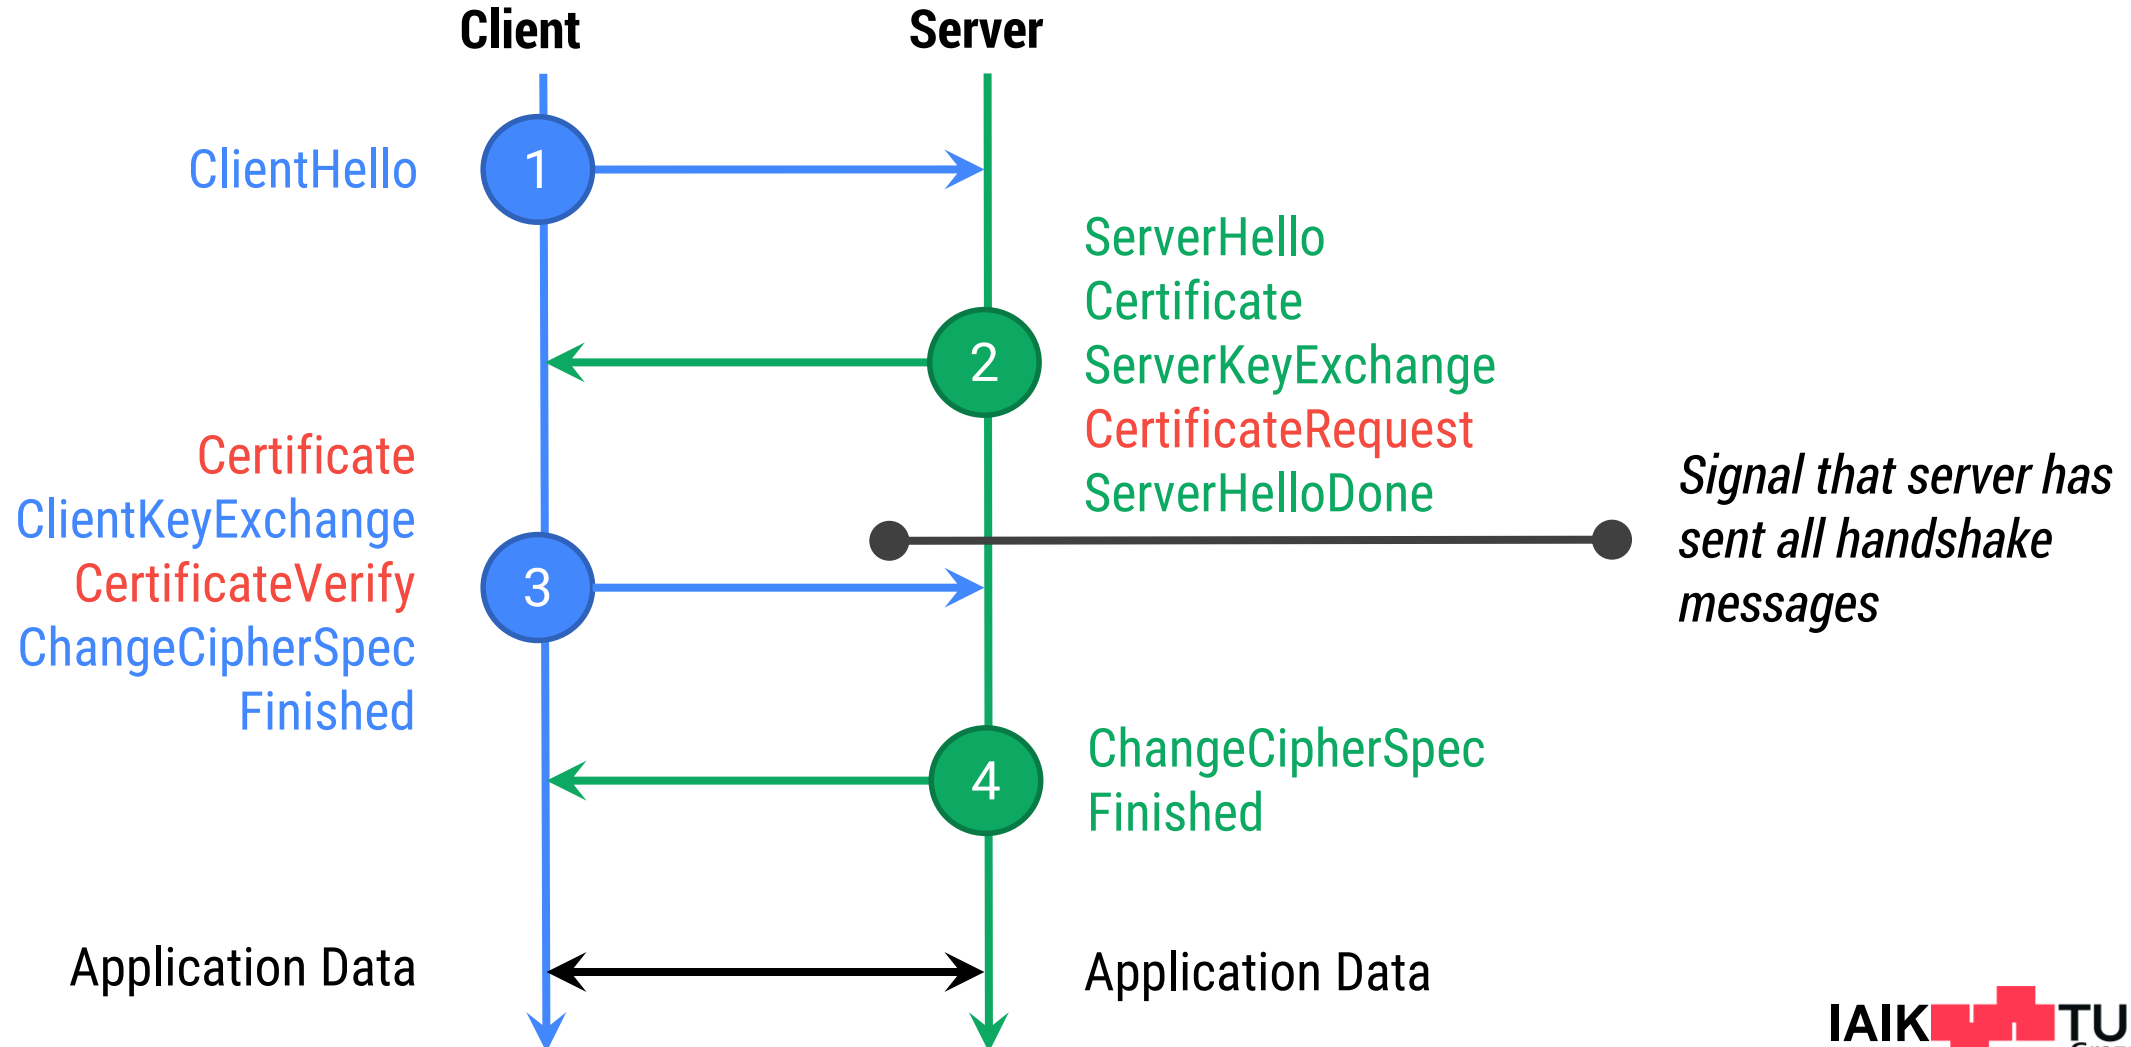 Client
Server
1
ClientHello
ServerHello
Certificate
ServerKeyExchange
CertificateRequest
ServerHelloDone
2
Signal that server has
sent all handshake
messages
Certificate
ClientKeyExchange
CertificateVerify
ChangeCipherSpec
Finished
3
ChangeCipherSpec
Finished
4
Application Data
Application Data
IAIK
TU